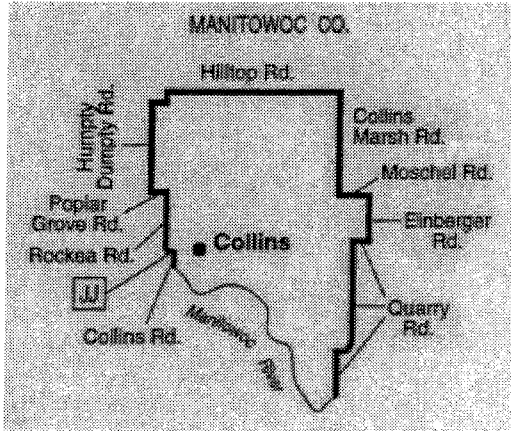 MANITOWOC CO.
Hilltop Rd.
Humpty
Dumpty Rd.
Collins
Marsh Rd.
Moschel Rd.
Poplar
Grove Rd.
Einberger
Rd.
Rockea Rd.
Collins
JJ
Quarry
Rd.
Collins Rd.
Manitowoc
River